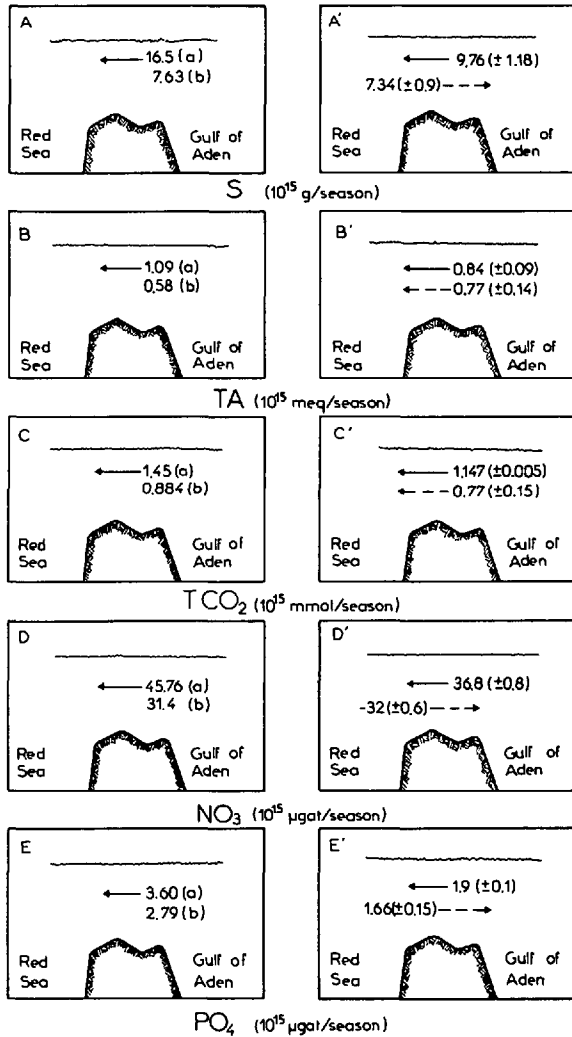 A
16.5 (a)
7.63 (b)
Red Sea
Gulf of Aden
A'
9.76 (± 1.18)
7.34 (±0.9)
Red Sea
Gulf of Aden
S (10¹⁵ g/season)
B
1.09 (a)
0.58 (b)
Red Sea
Gulf of Aden
B'
0.84 (±0.09)
0.77 (±0.14)
Red Sea
Gulf of Aden
TA (10¹⁵ meq/season)
C
1.45 (a)
0.884 (b)
Red Sea
Gulf of Aden
C'
1.147 (±0.005)
0.77 (±0.15)
Red Sea
Gulf of Aden
T CO₂ (10¹⁵ mmol/season)
D
45.76 (a)
31.4 (b)
Red Sea
Gulf of Aden
D'
36.8 (±0.8)
-32 (±0.6)
Red Sea
Gulf of Aden
NO₃ (10¹⁵ µgat/season)
E
3.60 (a)
2.79 (b)
Red Sea
Gulf of Aden
E'
1.9 (±0.1)
1.66 (±0.15)
Red Sea
Gulf of Aden
PO₄ (10¹⁵ µgat/season)